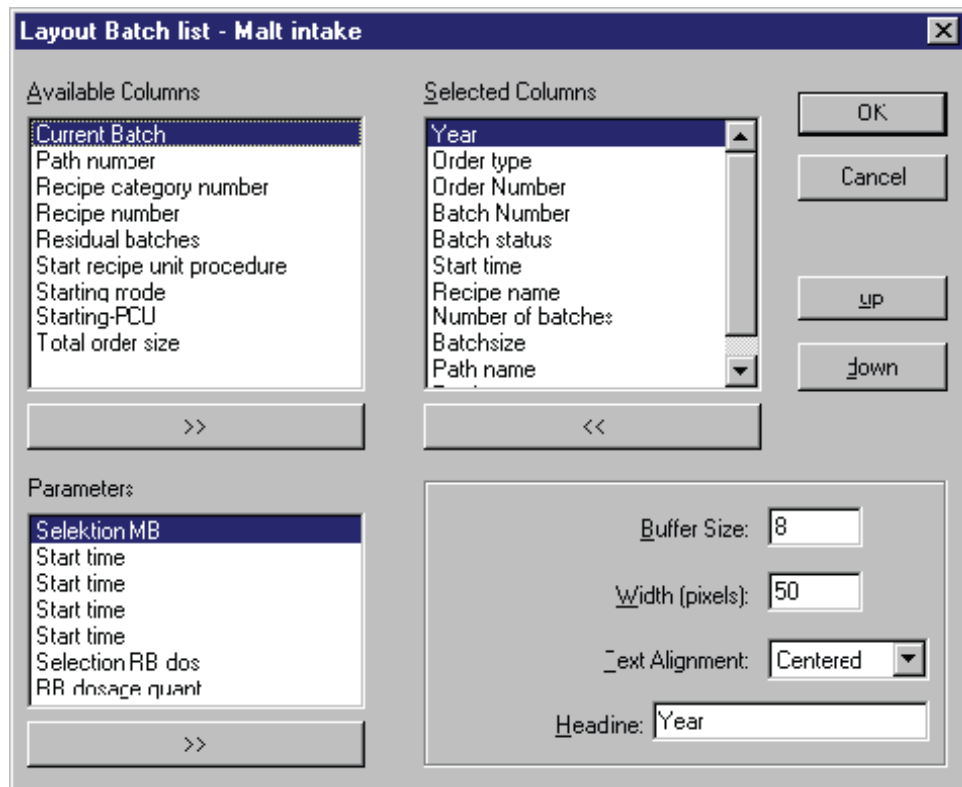 Layout Batch list - Malt intake
Available Columns
Current Batch
Path number
Recipe category number
Recipe number
Residual batches
Start recipe unit procedure
Starting mode
Starting-PCU
Total order size
>>
Selected Columns
Year
Order type
Order Number
Batch Number
Batch status
Start time
Recipe name
Number of batches
Batchsize
Path name
<<
OK
Cancel
up
down
Parameters
Selektion MB
Start time
Start time
Start time
Start time
Selection RB dos
RB dosage quant
>>
Buffer Size: 8
Width (pixels): 50
Text Alignment: Centered
Headine: Year